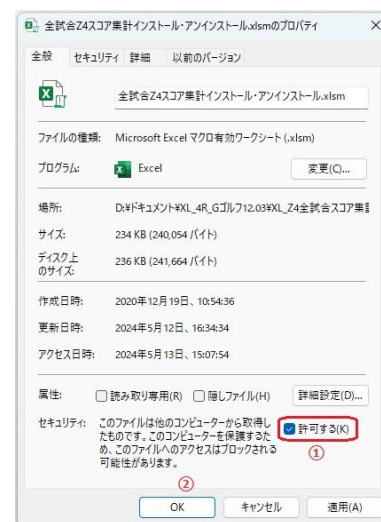 全試合Z4スコア集計インストール・アンインストール.xlsmのプロパティ
全般 セキュリティ 詳細 以前のバージョン
全試合Z4スコア集計インストール・アンインストール.xlsm
ファイルの種類: Microsoft Excel マクロ有効ワークシート (.xlsm)
プログラム: Excel 変更(C)...
場所: D:¥ドキュメント¥XL_4R_Gゴルフ12.03¥XL_Z4全試合スコア集
サイズ: 234 KB (240,054 バイト)
ディスク上
のサイズ: 236 KB (241,664 バイト)
作成日時: 2020年12月19日、10:54:36
更新日時: 2024年5月12日、16:34:34
アクセス日時: 2024年5月13日、15:07:54
属性: 読み取り専用(R) 隠しファイル(H) 詳細設定(D)...
セキュリティ: このファイルは他のコンピューターから取得し
たものです。このコンピューターを保護するた
め、このファイルへのアクセスはブロックされる
可能性があります。
許可する(K)
①
②
OK キャンセル 適用(A)